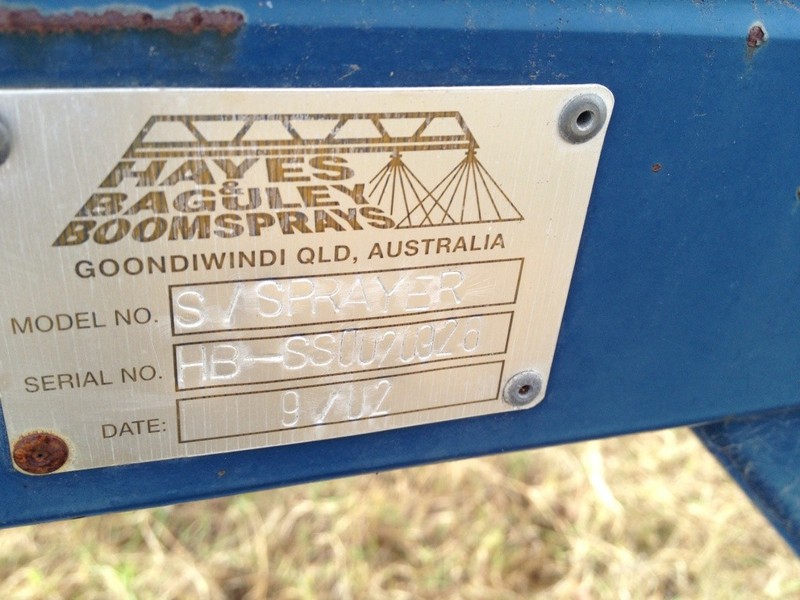 HAYES
& BAGULEY
BOOMSPRAYS
GOONDIWINDI QLD, AUSTRALIA
MODEL NO. S/SPRAYER
SERIAL NO.
DATE: 9/02